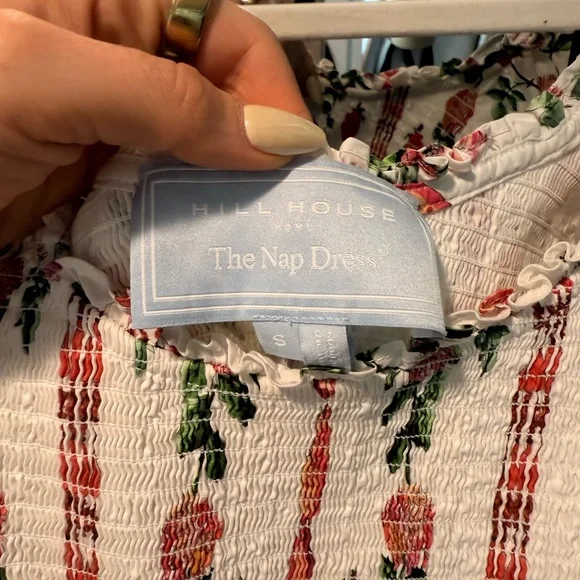 HILL HOUSE
HOME
The Nap Dress
S